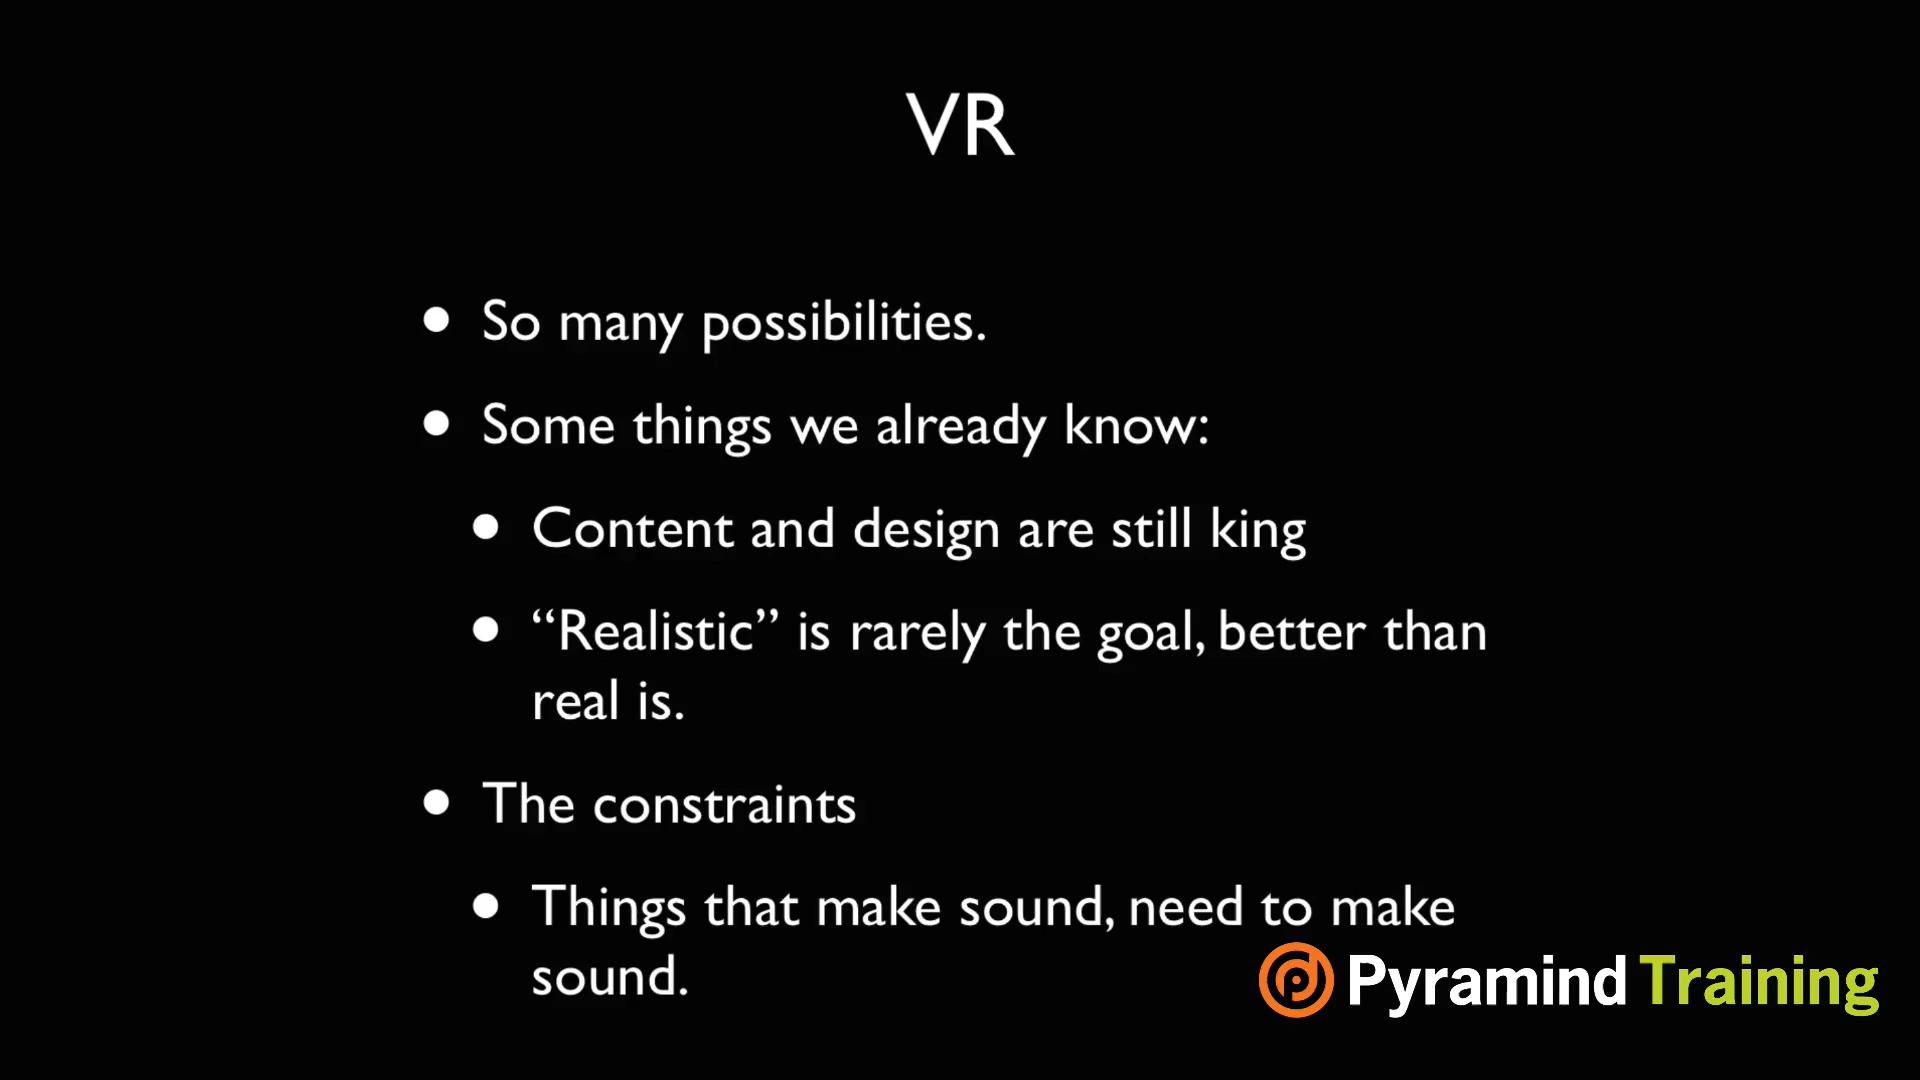 VR
• So many possibilities.
• Some things we already know:
• Content and design are still king
• “Realistic” is rarely the goal, better than
real is.
• The constraints
• Things that make sound, need to make
sound.
Pyramind Training